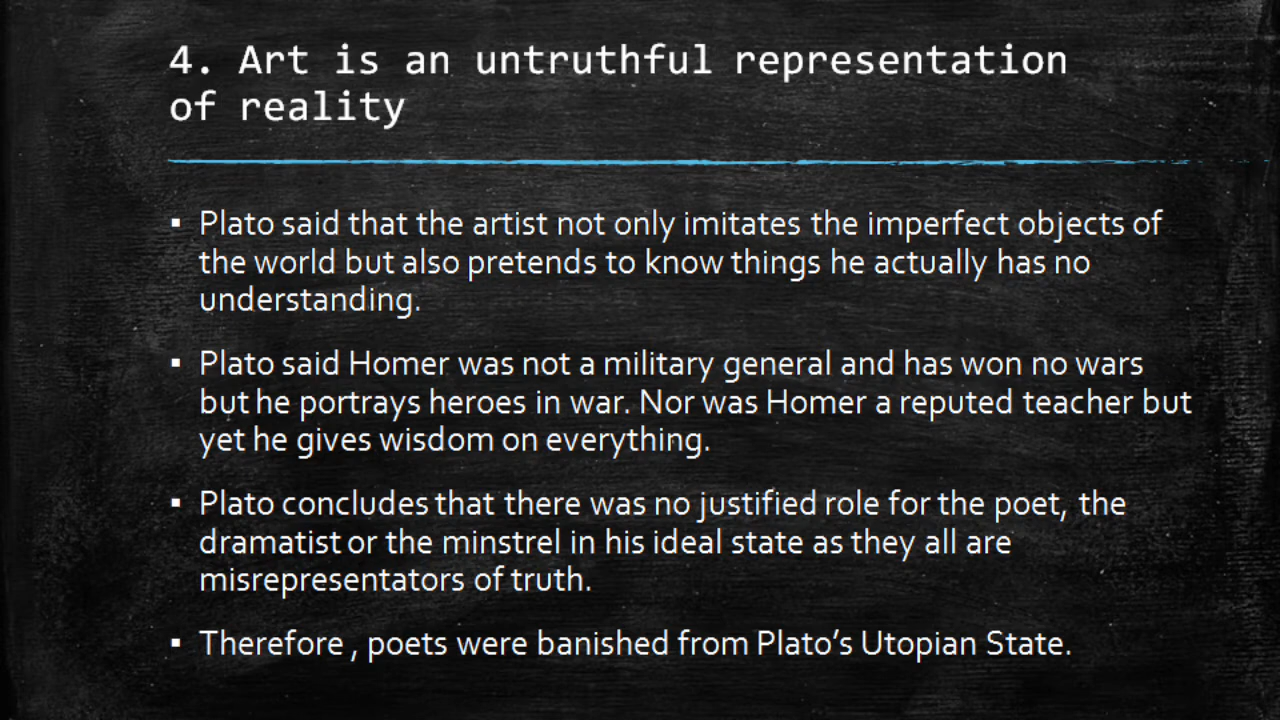 4. Art is an untruthful representation
of reality
▪ Plato said that the artist not only imitates the imperfect objects of
the world but also pretends to know things he actually has no
understanding.
▪ Plato said Homer was not a military general and has won no wars
but he portrays heroes in war. Nor was Homer a reputed teacher but
yet he gives wisdom on everything.
▪ Plato concludes that there was no justified role for the poet, the
dramatist or the minstrel in his ideal state as they all are
misrepresentators of truth.
▪ Therefore , poets were banished from Plato’s Utopian State.